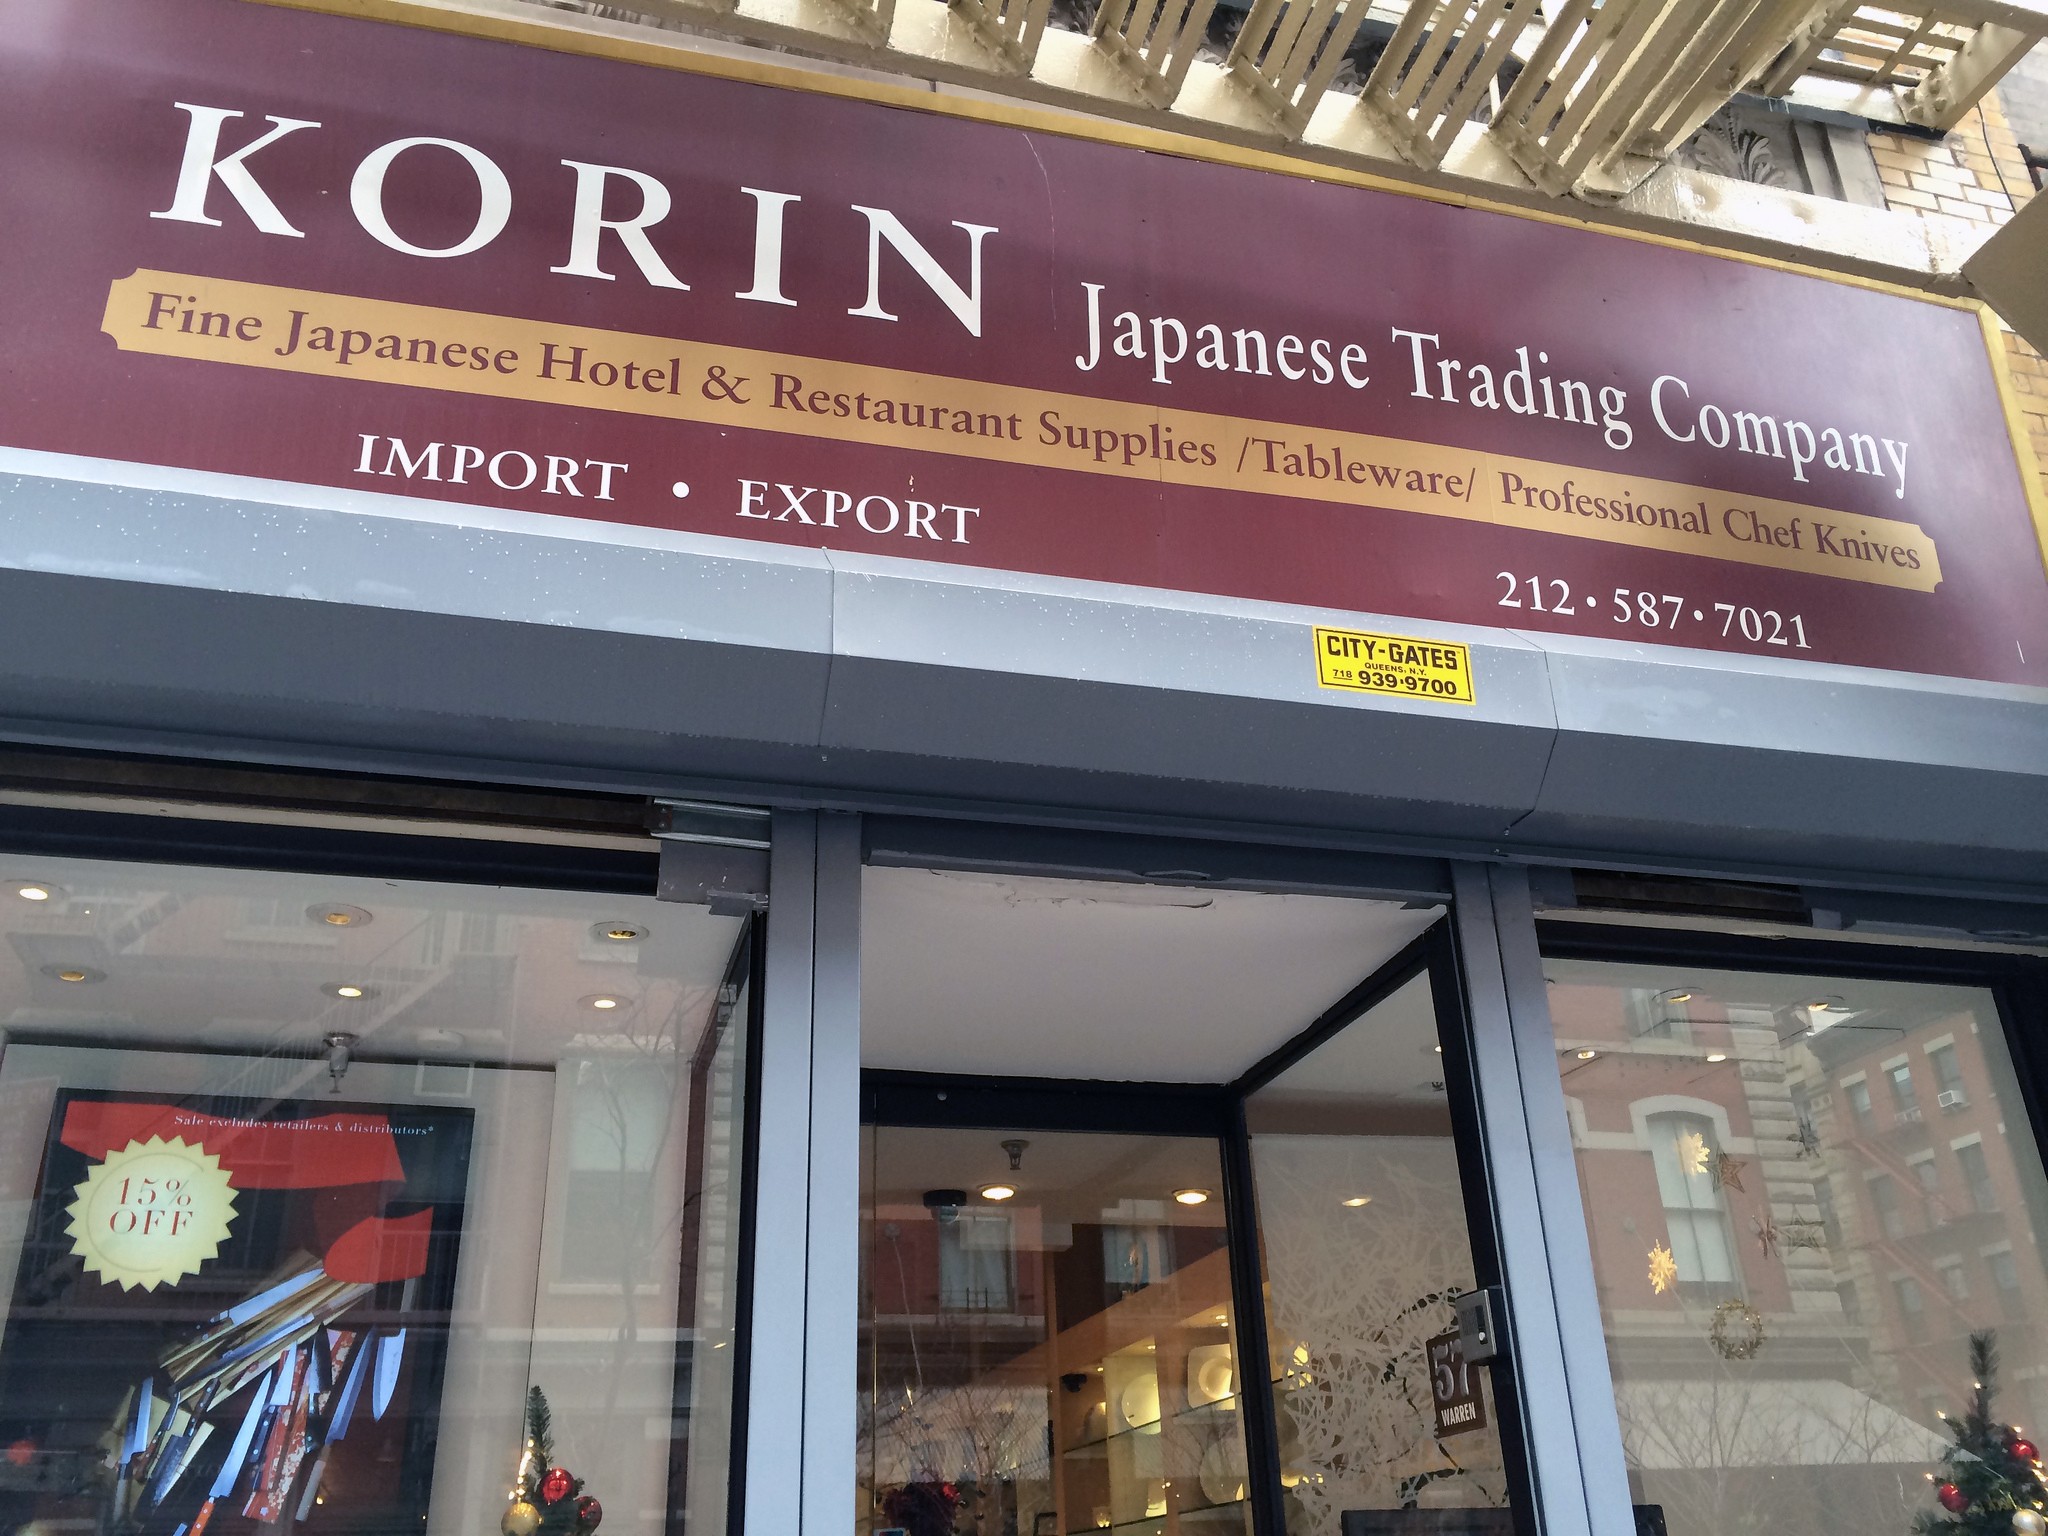 KORIN Japanese Trading Company
Fine Japanese Hotel & Restaurant Supplies /Tableware/ Professional Chef Knives
IMPORT • EXPORT
212 • 587 • 7021
CITY-GATES
QUEENS, N.Y.
718 939·9700
Sale excludes retailers & distributors*
15%
OFF
57
WARREN